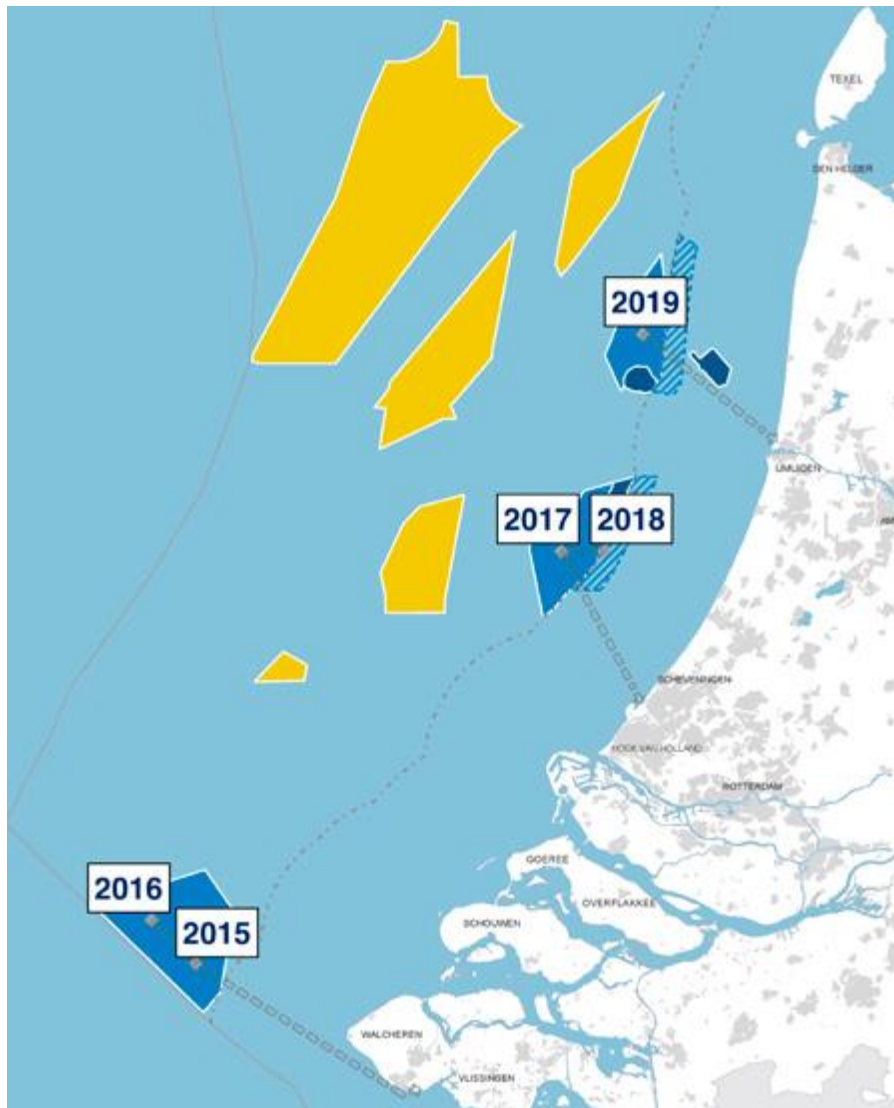 TEXEL
DEN HELDER
2019
IJMUIDEN
2017
2018
SCHEVENINGEN
HOEK VAN HOLLAND
ROTTERDAM
GOEREE
2016
OVERFLAKKEE
2015
SCHOUWEN
WALCHEREN
VLISSINGEN